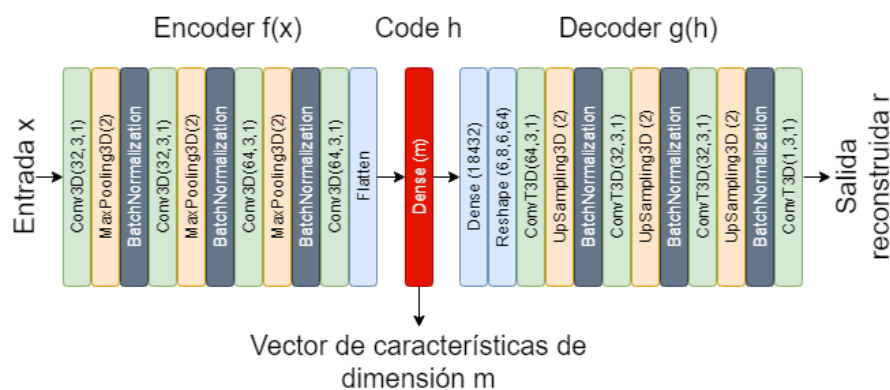 Encoder f(x)
Code h
Decoder g(h)
Entrada x
Conv3D(32,3,1)
MaxPooling3D(2)
BatchNormalization
Conv3D(32,3,1)
MaxPooling3D(2)
BatchNormalization
Conv3D(64,3,1)
MaxPooling3D(2)
BatchNormalization
Conv3D(64,3,1)
Flatten
Dense (m)
Dense (18432)
Reshape (6,8,6,64)
ConvT3D(64,3,1)
UpSampling3D (2)
BatchNormalization
ConvT3D(32,3,1)
UpSampling3D (2)
BatchNormalization
ConvT3D(32,3,1)
UpSampling3D (2)
BatchNormalization
ConvT3D(1,3,1)
Salida
reconstruida r
Vector de características de
dimensión m